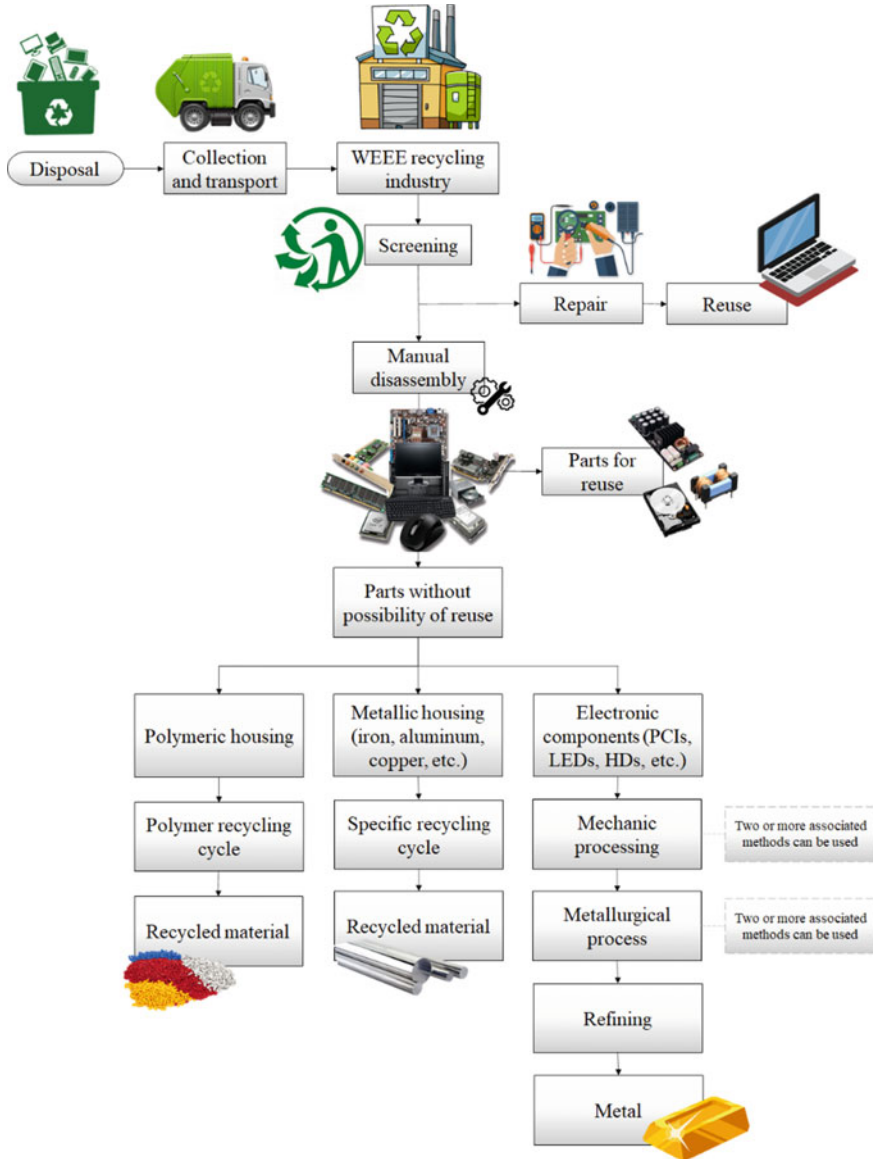 Disposal
Collection
and transport
WEEE recycling
industry
Screening
Repair
Reuse
Manual
disassembly
Parts for
reuse
Parts without
possibility of reuse
Polymeric housing
Metallic housing
(iron, aluminum,
copper, etc.)
Electronic
components (PCIs,
LEDs, HDs, etc.)
Polymer recycling
cycle
Specific recycling
cycle
Mechanic
processing
Two or more associated
methods can be used
Recycled material
Recycled material
Metallurgical
process
Two or more associated
methods can be used
Refining
Metal